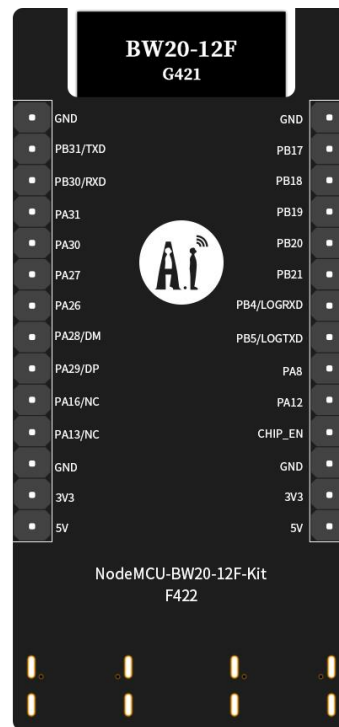 BW20-12F
G421
GND GND
PB31/TXD PB17
PB30/RXD PB18
PA31 PB19
PA30 PB20
PA27 PB21
PA26 PB4/LOGRXD
PA28/DM PB5/LOGTXD
PA29/DP PA8
PA16/NC PA12
PA13/NC CHIP_EN
GND GND
3V3 3V3
5V 5V
A.i
NodeMCU-BW20-12F-Kit
F422